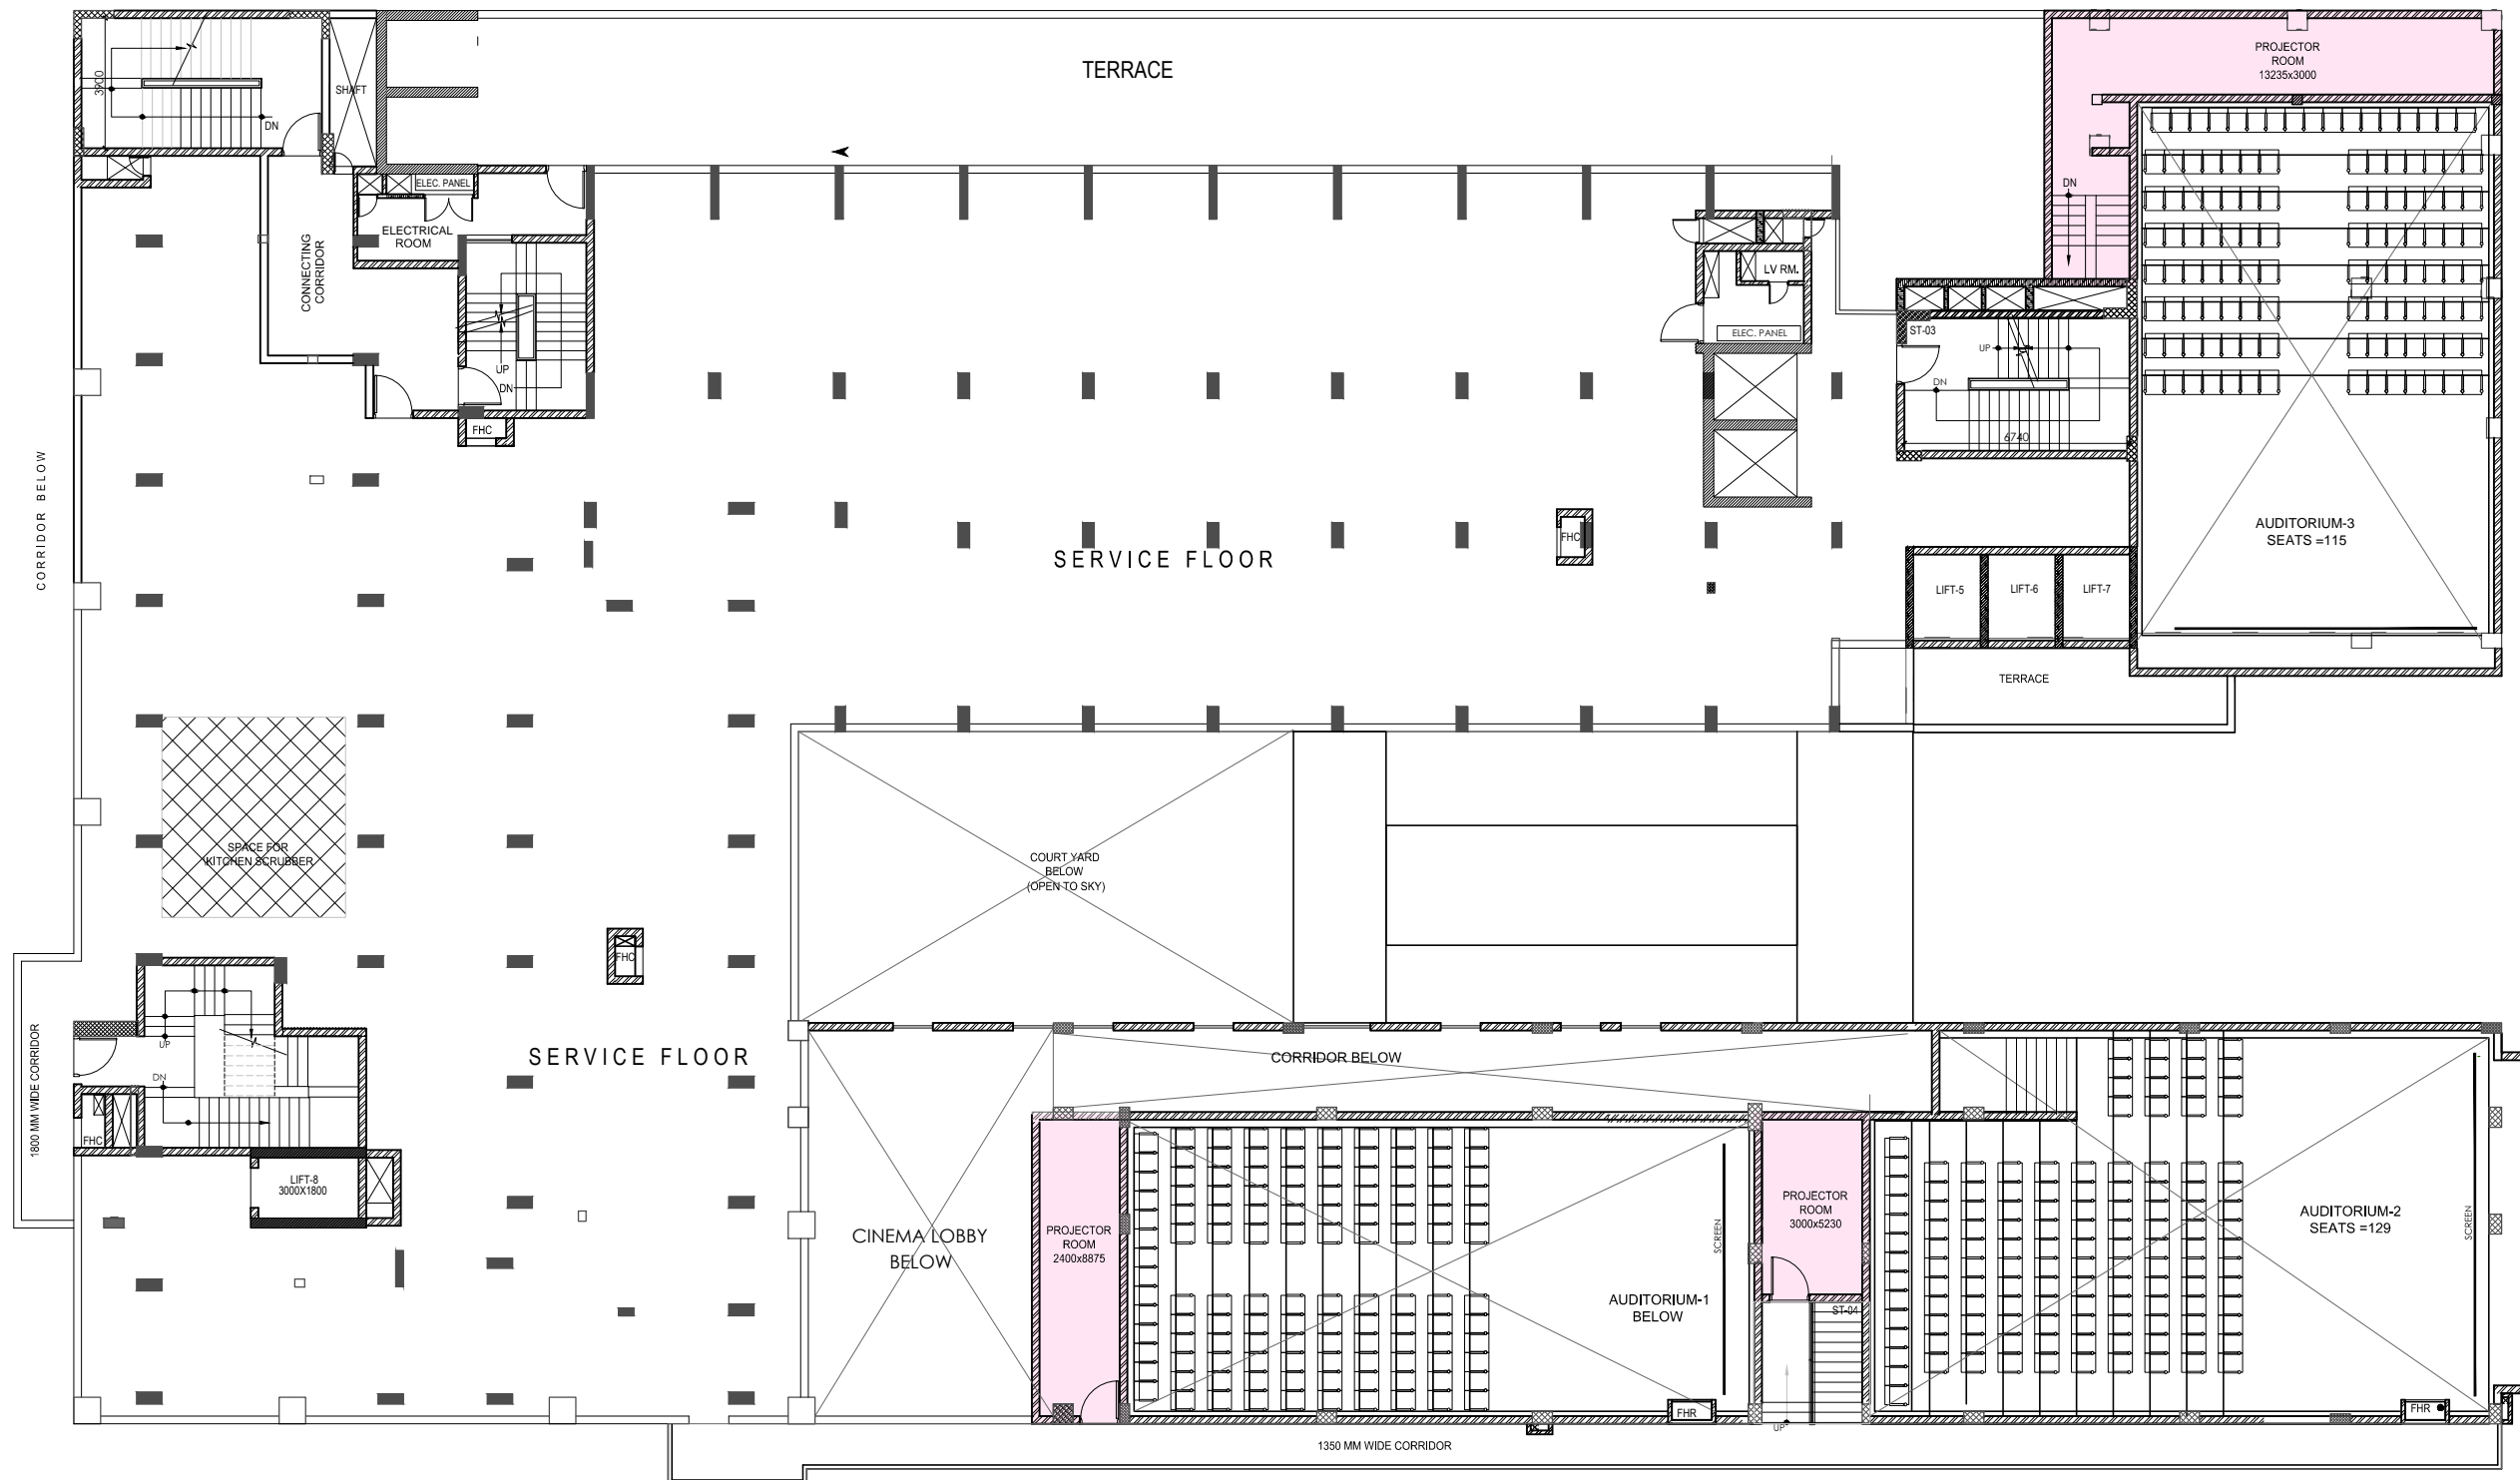 TERRACE
PROJECTOR
ROOM
13235x3000
3900
SHAFT
DN
ELEC. PANEL
ELECTRICAL
ROOM
CONNECTING
CORRIDOR
UP
DN
FHC
DN
LV RM.
ELEC. PANEL
ST-03
UP
DN
6740
AUDITORIUM-3
SEATS =115
CORRIDOR BELOW
SERVICE FLOOR
FHC
LIFT-5
LIFT-6
LIFT-7
TERRACE
SPACE FOR
KITCHEN SCRUBBER
COURT YARD
BELOW
(OPEN TO SKY)
FHC
1800 MM WIDE CORRIDOR
UP
DN
FHC
LIFT-8
3000X1800
SERVICE FLOOR
CORRIDOR BELOW
CINEMA LOBBY
BELOW
PROJECTOR
ROOM
2400x8875
SCREEN
AUDITORIUM-1
BELOW
FHR
PROJECTOR
ROOM
3000x5230
ST-04
UP
AUDITORIUM-2
SEATS =129
SCREEN
FHR
1350 MM WIDE CORRIDOR